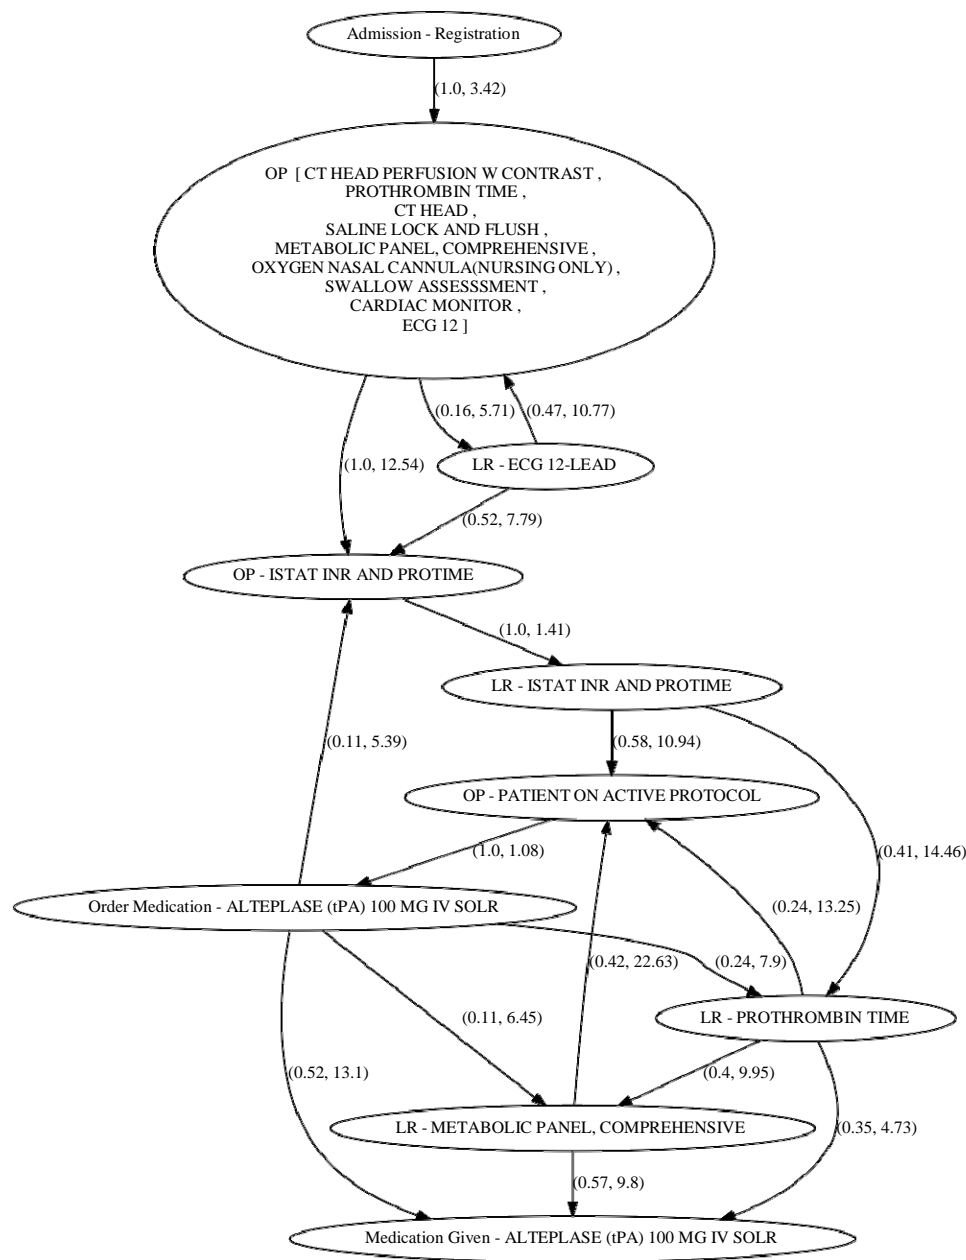 Admission - Registration
(1.0, 3.42)
OP [ CT HEAD PERFUSION W CONTRAST ,
PROTHROMBIN TIME ,
CT HEAD ,
SALINE LOCK AND FLUSH ,
METABOLIC PANEL, COMPREHENSIVE ,
OXYGEN NASAL CANNULA(NURSING ONLY) ,
SWALLOW ASSESSSMENT ,
CARDIAC MONITOR ,
ECG 12 ]
(0.16, 5.71)
(0.47, 10.77)
(1.0, 12.54)
LR - ECG 12-LEAD
(0.52, 7.79)
OP - ISTAT INR AND PROTIME
(1.0, 1.41)
LR - ISTAT INR AND PROTIME
(0.11, 5.39)
(0.58, 10.94)
OP - PATIENT ON ACTIVE PROTOCOL
(1.0, 1.08)
(0.41, 14.46)
Order Medication - ALTEPLASE (tPA) 100 MG IV SOLR
(0.24, 13.25)
(0.42, 22.63)
(0.24, 7.9)
(0.11, 6.45)
LR - PROTHROMBIN TIME
(0.52, 13.1)
(0.4, 9.95)
LR - METABOLIC PANEL, COMPREHENSIVE
(0.35, 4.73)
(0.57, 9.8)
Medication Given - ALTEPLASE (tPA) 100 MG IV SOLR